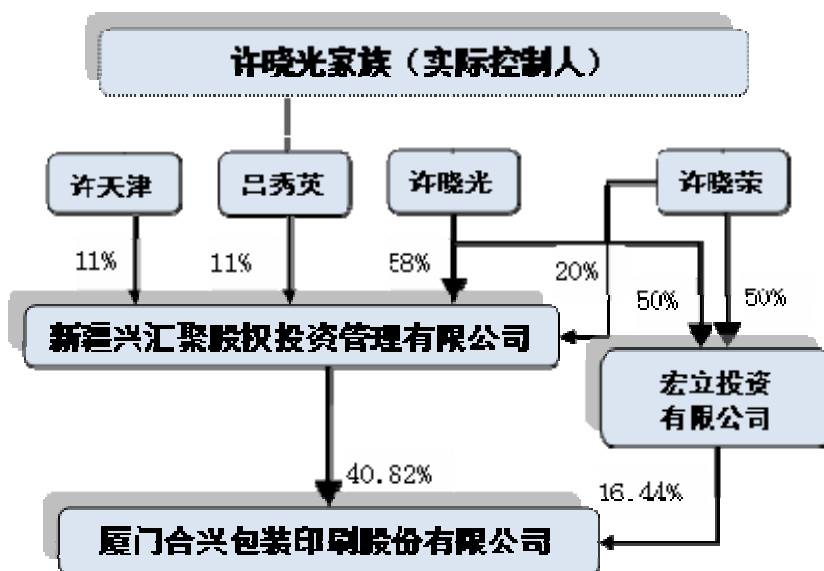 许晓光家族（实际控制人）
许天津
吕秀英
许晓光
许晓荣
11%
11%
58%
20%
50%
50%
新疆兴汇聚股权投资管理有限公司
宏立投资
有限公司
40.82%
16.44%
厦门合兴包装印刷股份有限公司